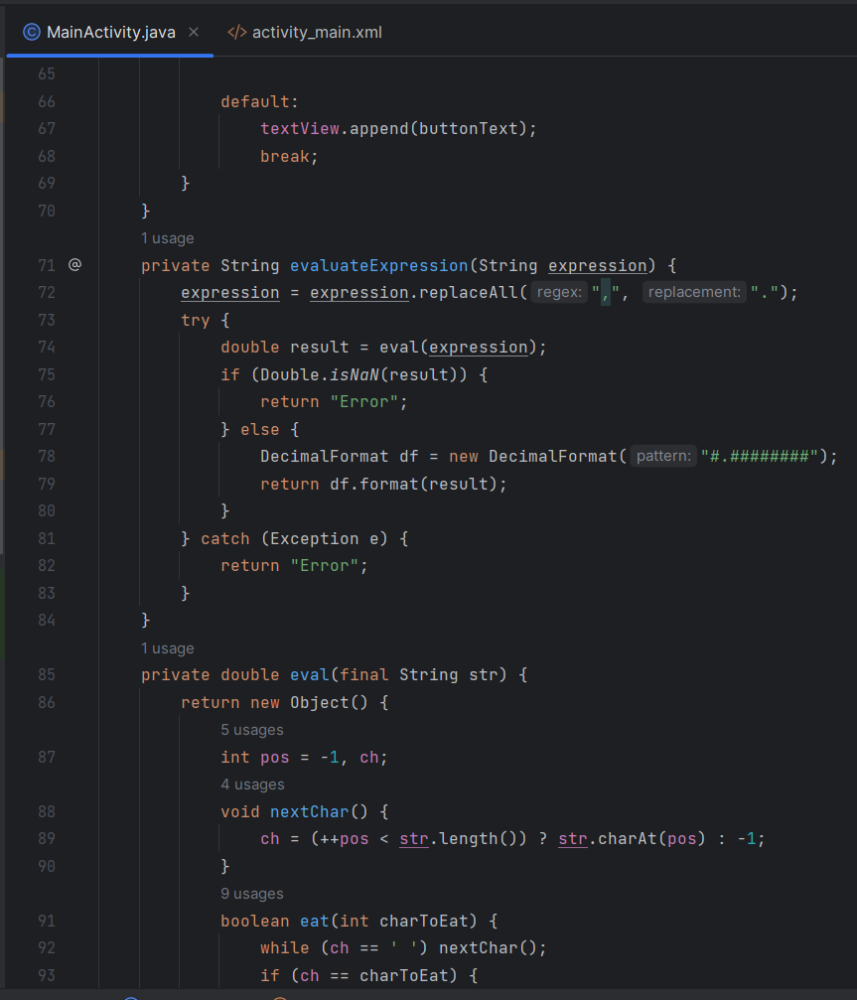 MainActivity.java × </> activity_main.xml
65
66 default:
67 textView.append(buttonText);
68 break;
69 }
70 }
1 usage
71 @ private String evaluateExpression(String expression) {
72 expression = expression.replaceAll( regex: ",", replacement: ".");
73 try {
74 double result = eval(expression);
75 if (Double.isNaN(result)) {
76 return "Error";
77 } else {
78 DecimalFormat df = new DecimalFormat( pattern: "#.########");
79 return df.format(result);
80 }
81 } catch (Exception e) {
82 return "Error";
83 }
84 }
1 usage
85 private double eval(final String str) {
86 return new Object() {
5 usages
87 int pos = -1, ch;
4 usages
88 void nextChar() {
89 ch = (++pos < str.length()) ? str.charAt(pos) : -1;
90 }
9 usages
91 boolean eat(int charToEat) {
92 while (ch == ' ') nextChar();
93 if (ch == charToEat) {